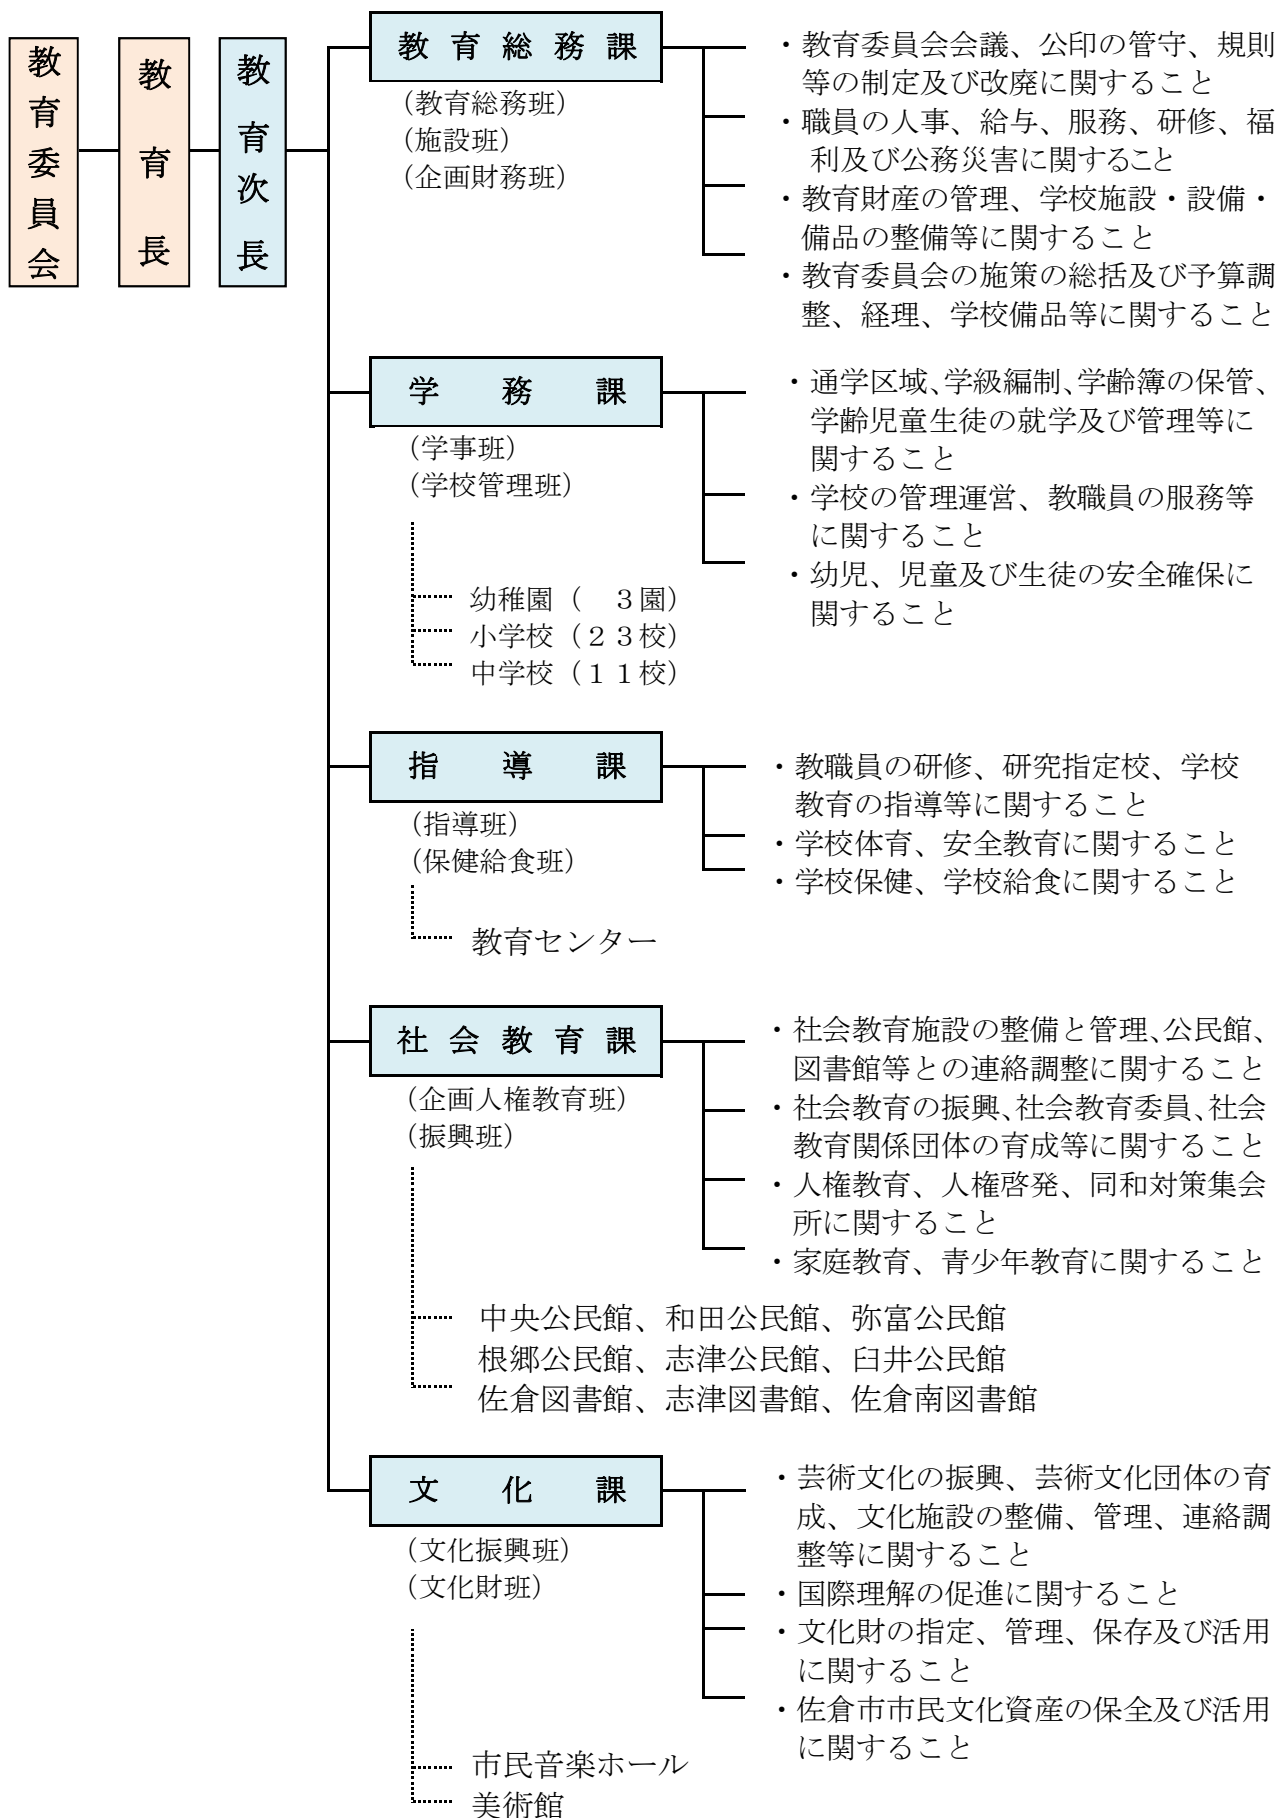 教育委員会
教育長
教育次長
教育総務課
（教育総務班）
（施設班）
（企画財務班）
・教育委員会会議、公印の管守、規則
等の制定及び改廃に関すること
・職員の人事、給与、服務、研修、福
利及び公務災害に関すること
・教育財産の管理、学校施設・設備・
備品の整備等に関すること
・教育委員会の施策の総括及び予算調
整、経理、学校備品等に関すること
学務課
（学事班）
（学校管理班）
幼稚園（　３園）
小学校（２３校）
中学校（１１校）
・通学区域、学級編制、学齢簿の保管、
学齢児童生徒の就学及び管理等に
関すること
・学校の管理運営、教職員の服務等
に関すること
・幼児、児童及び生徒の安全確保に
関すること
指導課
（指導班）
（保健給食班）
教育センター
・教職員の研修、研究指定校、学校
教育の指導等に関すること
・学校体育、安全教育に関すること
・学校保健、学校給食に関すること
社会教育課
（企画人権教育班）
（振興班）
・社会教育施設の整備と管理、公民館、
図書館等との連絡調整に関すること
・社会教育の振興、社会教育委員、社会
教育関係団体の育成等に関すること
・人権教育、人権啓発、同和対策集会
所に関すること
・家庭教育、青少年教育に関すること
中央公民館、和田公民館、弥富公民館
根郷公民館、志津公民館、臼井公民館
佐倉図書館、志津図書館、佐倉南図書館
文化課
（文化振興班）
（文化財班）
・芸術文化の振興、芸術文化団体の育
成、文化施設の整備、管理、連絡調
整等に関すること
・国際理解の促進に関すること
・文化財の指定、管理、保存及び活用
に関すること
・佐倉市市民文化資産の保全及び活用
に関すること
市民音楽ホール
美術館